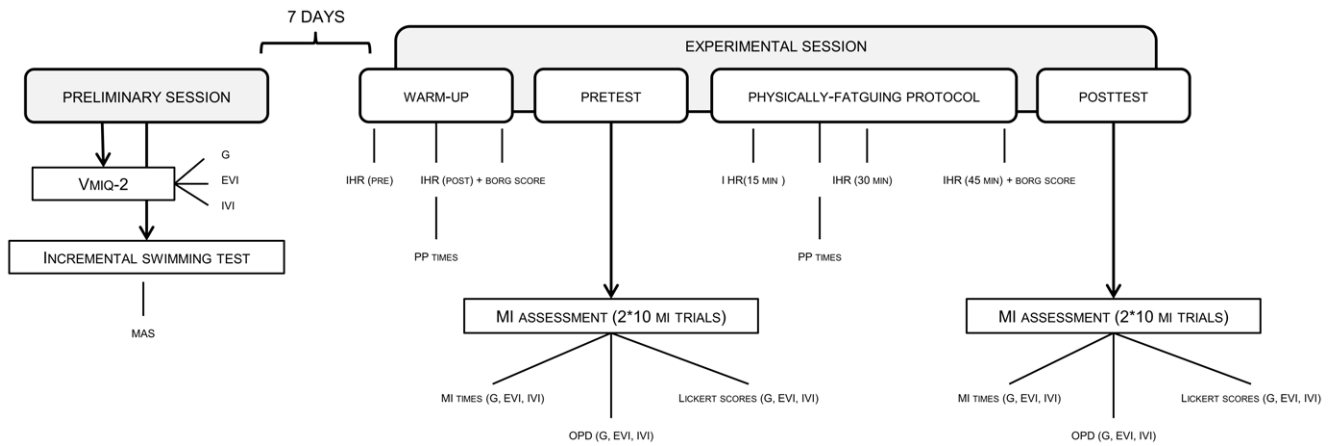 7 DAYS
EXPERIMENTAL SESSION
PRELIMINARY SESSION
WARM-UP
PRETEST
PHYSICALLY-FATGUING PROTOCOL
POSTTEST
G
VMIQ-2
EVI
IVI
IHR (PRE)
IHR (POST) + BORG SCORE
I HR(15 MIN )
IHR (30 MIN)
IHR (45 MIN) + BORG SCORE
INCREMENTAL SWIMMING TEST
PP TIMES
PP TIMES
MAS
MI ASSESSMENT (2*10 MI TRIALS)
MI ASSESSMENT (2*10 MI TRIALS)
MI TIMES (G, EVI, IVI)
LICKERT SCORES (G, EVI, IVI)
MI TIMES (G, EVI, IVI)
LICKERT SCORES (G, EVI, IVI)
OPD (G, EVI, IVI)
OPD (G, EVI, IVI)